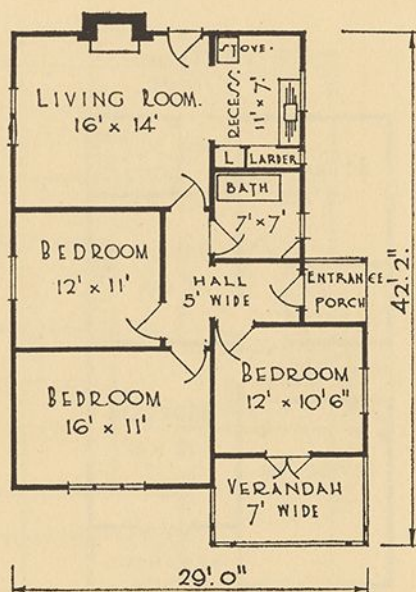 STOVE.
LIVING ROOM.
16' x 14'
RECESS.
11' x 7'
L LARDER
BATH
7' x 7'
BEDROOM
12' x 11'
HALL
5' WIDE
ENTRANCE
PORCH
42'. 2".
BEDROOM
16' x 11'
BEDROOM
12' x 10'6"
VERANDAH
7' WIDE
29'. 0"